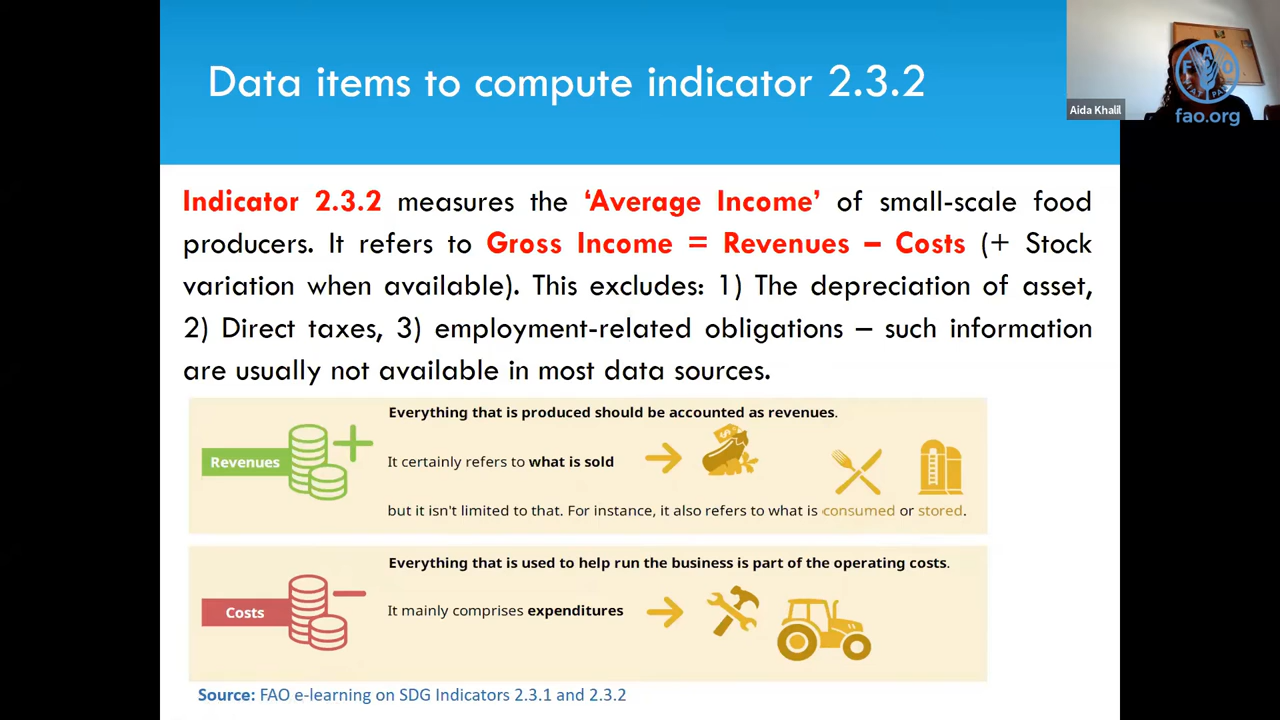 Data items to compute indicator 2.3.2
Aida Khalil
F A O
fao.org
Indicator 2.3.2 measures the ‘Average Income’ of small-scale food
producers. It refers to Gross Income = Revenues – Costs (+ Stock
variation when available). This excludes: 1) The depreciation of asset,
2) Direct taxes, 3) employment-related obligations – such information
are usually not available in most data sources.
Everything that is produced should be accounted as revenues.
Revenues
It certainly refers to what is sold
but it isn't limited to that. For instance, it also refers to what is consumed or stored.
Everything that is used to help run the business is part of the operating costs.
Costs
It mainly comprises expenditures
Source: FAO e-learning on SDG Indicators 2.3.1 and 2.3.2